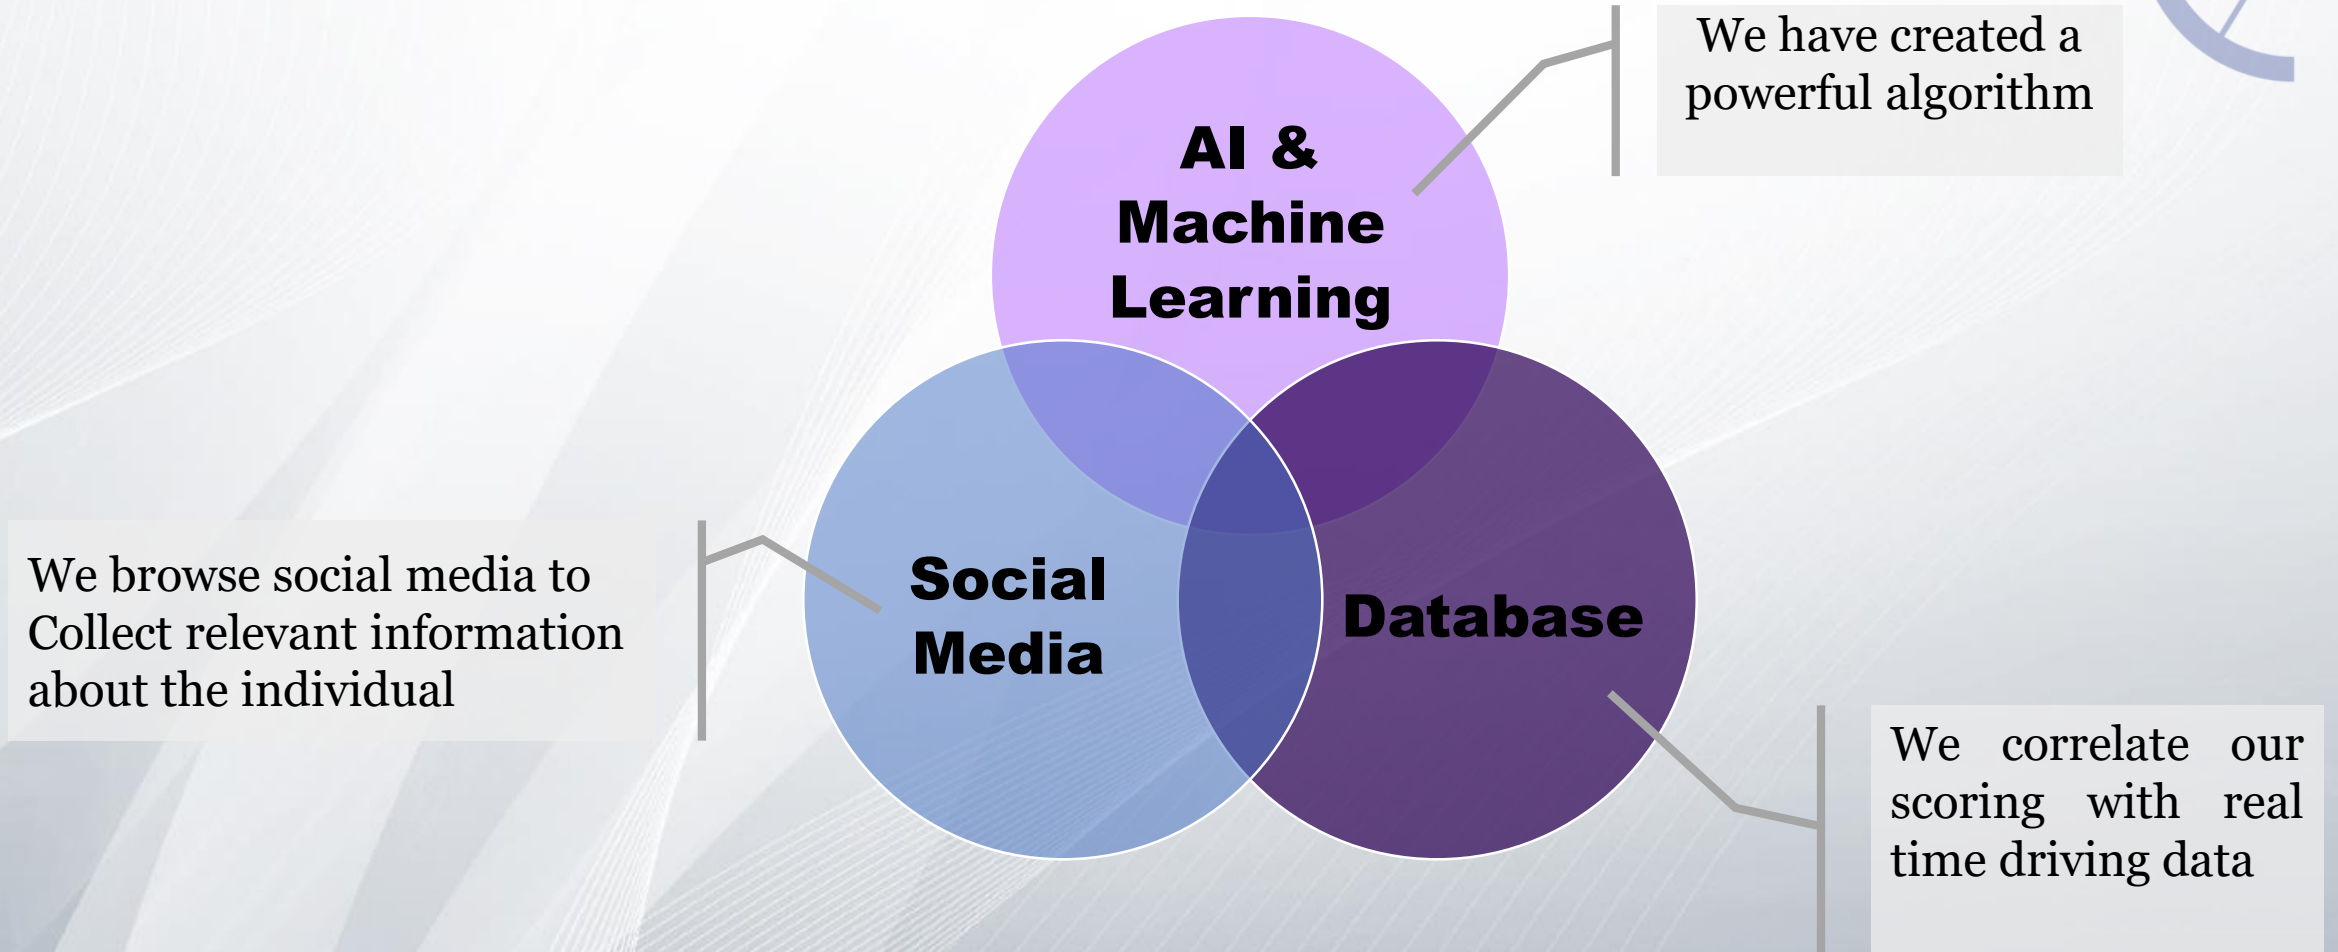 We have created a
powerful algorithm
AI &
Machine
Learning
We browse social media to
Collect relevant information
about the individual
Social
Media
Database
We correlate our
scoring with real
time driving data